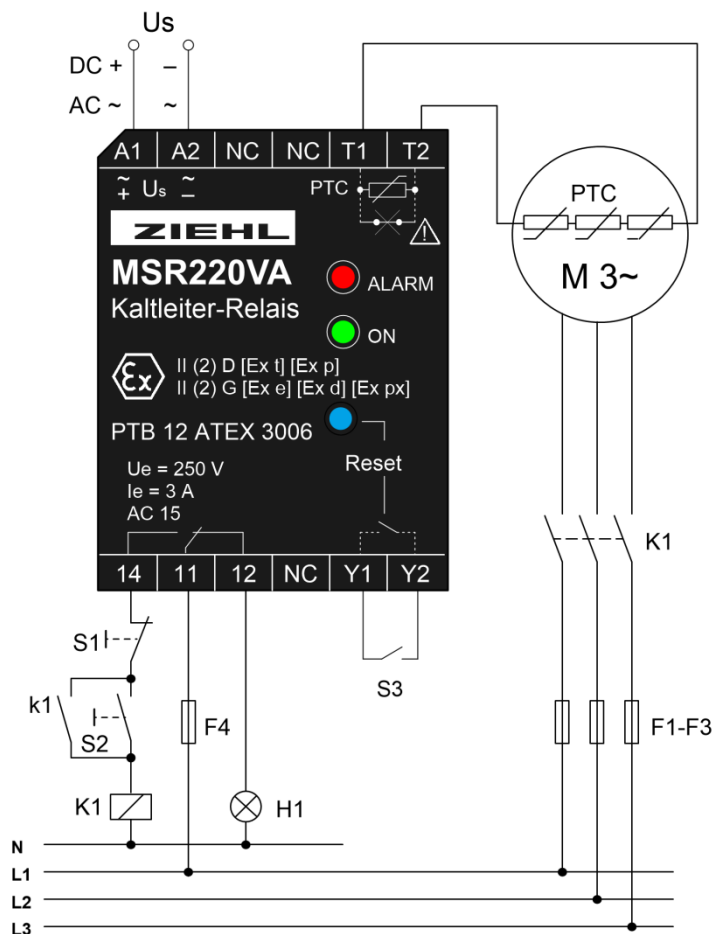 Us
DC + –
AC ~ ~
A1 A2 NC NC T1 T2
~ + Us ~ –
PTC
ZIEHL
MSR220VA
ALARM
Kaltleiter-Relais
ON
Ex
II (2) D [Ex t] [Ex p]
II (2) G [Ex e] [Ex d] [Ex px]
PTB 12 ATEX 3006
Reset
Ue = 250 V
Ie = 3 A
AC 15
14 11 12 NC Y1 Y2
PTC
M 3~
K1
S1
S3
k1
S2
F4
F1-F3
K1
H1
N
L1
L2
L3